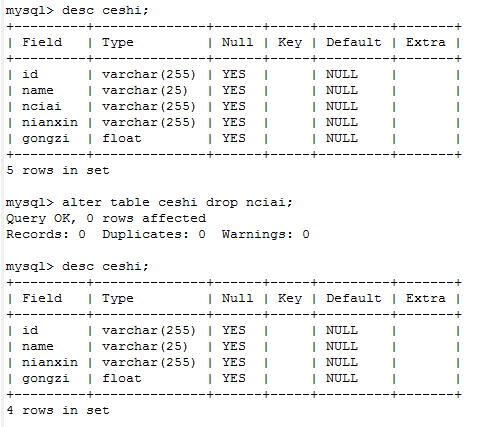 mysql> desc ceshi;
+---------+--------------+------+-----+---------+-------+
| Field   | Type         | Null | Key | Default | Extra |
+---------+--------------+------+-----+---------+-------+
| id      | varchar(255) | YES  |     | NULL    |       |
| name    | varchar(25)  | YES  |     | NULL    |       |
| nciai   | varchar(255) | YES  |     | NULL    |       |
| nianxin | varchar(255) | YES  |     | NULL    |       |
| gongzi  | float        | YES  |     | NULL    |       |
+---------+--------------+------+-----+---------+-------+
5 rows in set
mysql> alter table ceshi drop nciai;
Query OK, 0 rows affected
Records: 0  Duplicates: 0  Warnings: 0
mysql> desc ceshi;
+---------+--------------+------+-----+---------+-------+
| Field   | Type         | Null | Key | Default | Extra |
+---------+--------------+------+-----+---------+-------+
| id      | varchar(255) | YES  |     | NULL    |       |
| name    | varchar(25)  | YES  |     | NULL    |       |
| nianxin | varchar(255) | YES  |     | NULL    |       |
| gongzi  | float        | YES  |     | NULL    |       |
+---------+--------------+------+-----+---------+-------+
4 rows in set